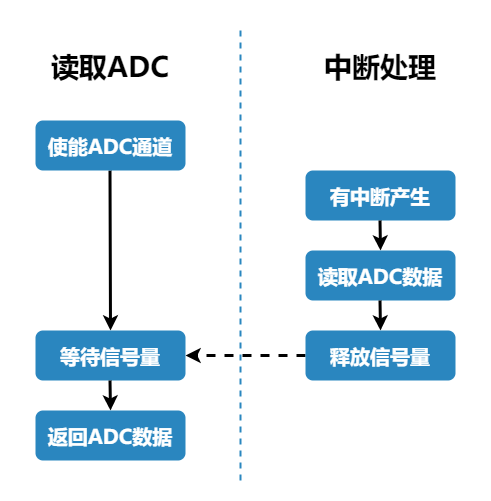 读取ADC
使能ADC通道
等待信号量
返回ADC数据
中断处理
有中断产生
读取ADC数据
释放信号量